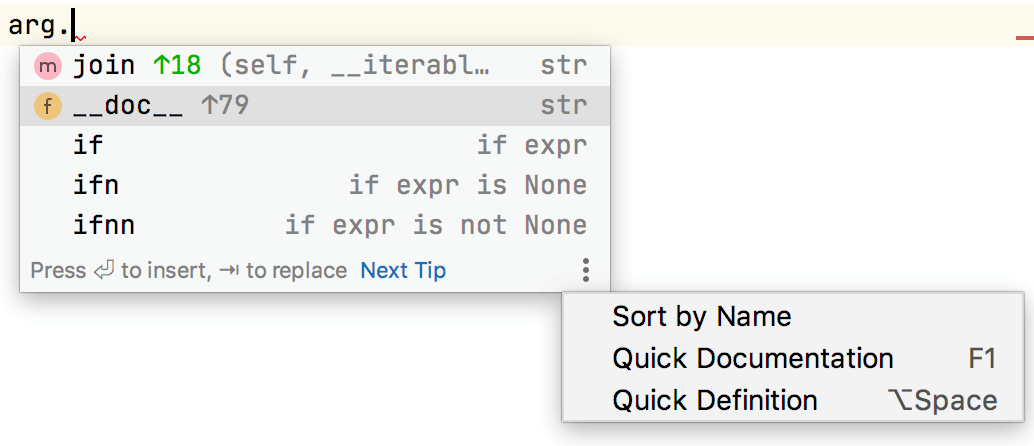 arg.
m join ↑18 (self, __iterabl… str
f __doc__ ↑79 str
if if expr
ifn if expr is None
ifnn if expr is not None
Press ⏎ to insert, ⇥ to replace Next Tip
Sort by Name
Quick Documentation F1
Quick Definition ⌥Space